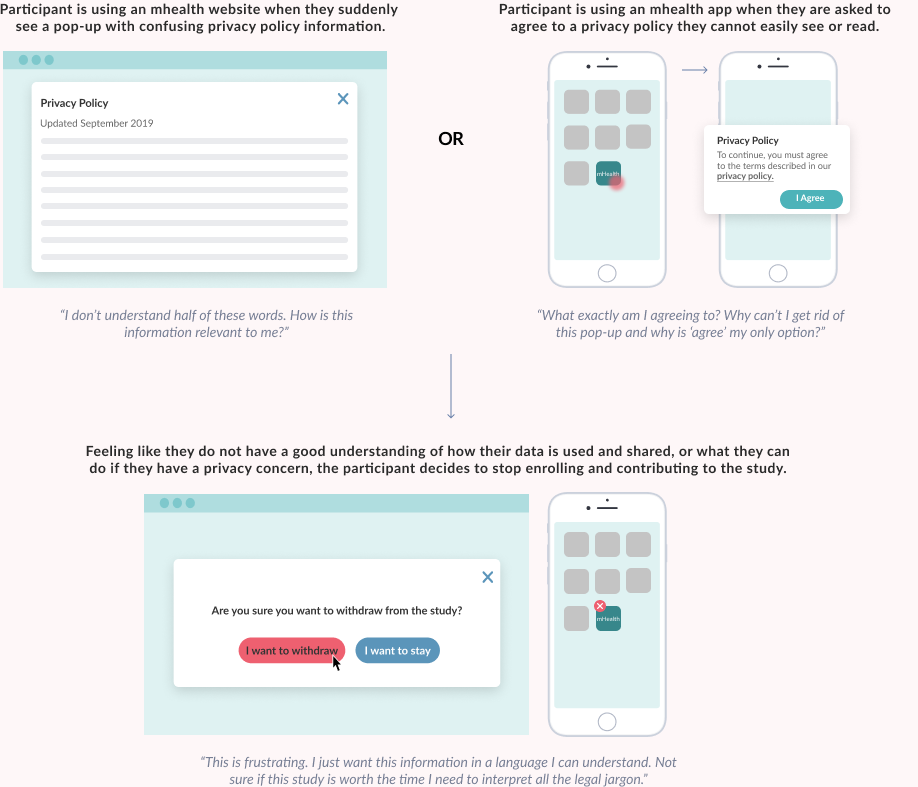 Participant is using an mhealth website when they suddenly
see a pop-up with confusing privacy policy information.
Privacy Policy
Updated September 2019
“I don’t understand half of these words. How is this
information relevant to me?”
OR
Participant is using an mhealth app when they are asked to
agree to a privacy policy they cannot easily see or read.
mHealth
Privacy Policy
To continue, you must agree
to the terms described in our
privacy policy.
I Agree
“What exactly am I agreeing to? Why can’t I get rid of
this pop-up and why is ‘agree’ my only option?”
Feeling like they do not have a good understanding of how their data is used and shared, or what they can
do if they have a privacy concern, the participant decides to stop enrolling and contributing to the study.
Are you sure you want to withdraw from the study?
I want to withdraw
I want to stay
mHealth
“This is frustrating. I just want this information in a language I can understand. Not
sure if this study is worth the time I need to interpret all the legal jargon.”